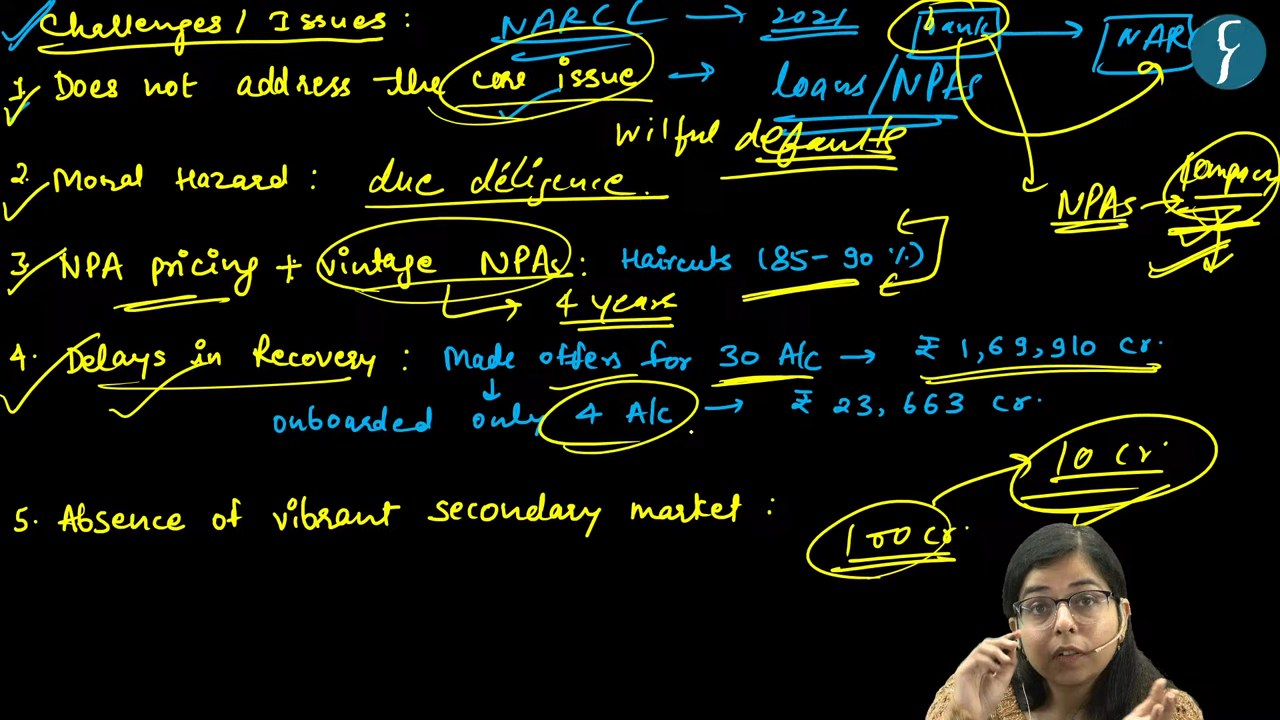 Challenges / Issues : NARCL → 2021 bank → NAR
1. Does not address the core issue → loans/NPAs
wilful defaults
2. Moral Hazard : due déligence. NPAs → Company
3. NPA pricing + vintage NPAs : Haircuts (85-90 %)
4 years
4. Delays in Recovery : Made offers for 30 A/c → ₹ 1,69,910 Cr.
onboarded only 4 A/c → ₹ 23,663 Cr.
10 Cr.
5. Absence of vibrant secondary market :
100 Cr.